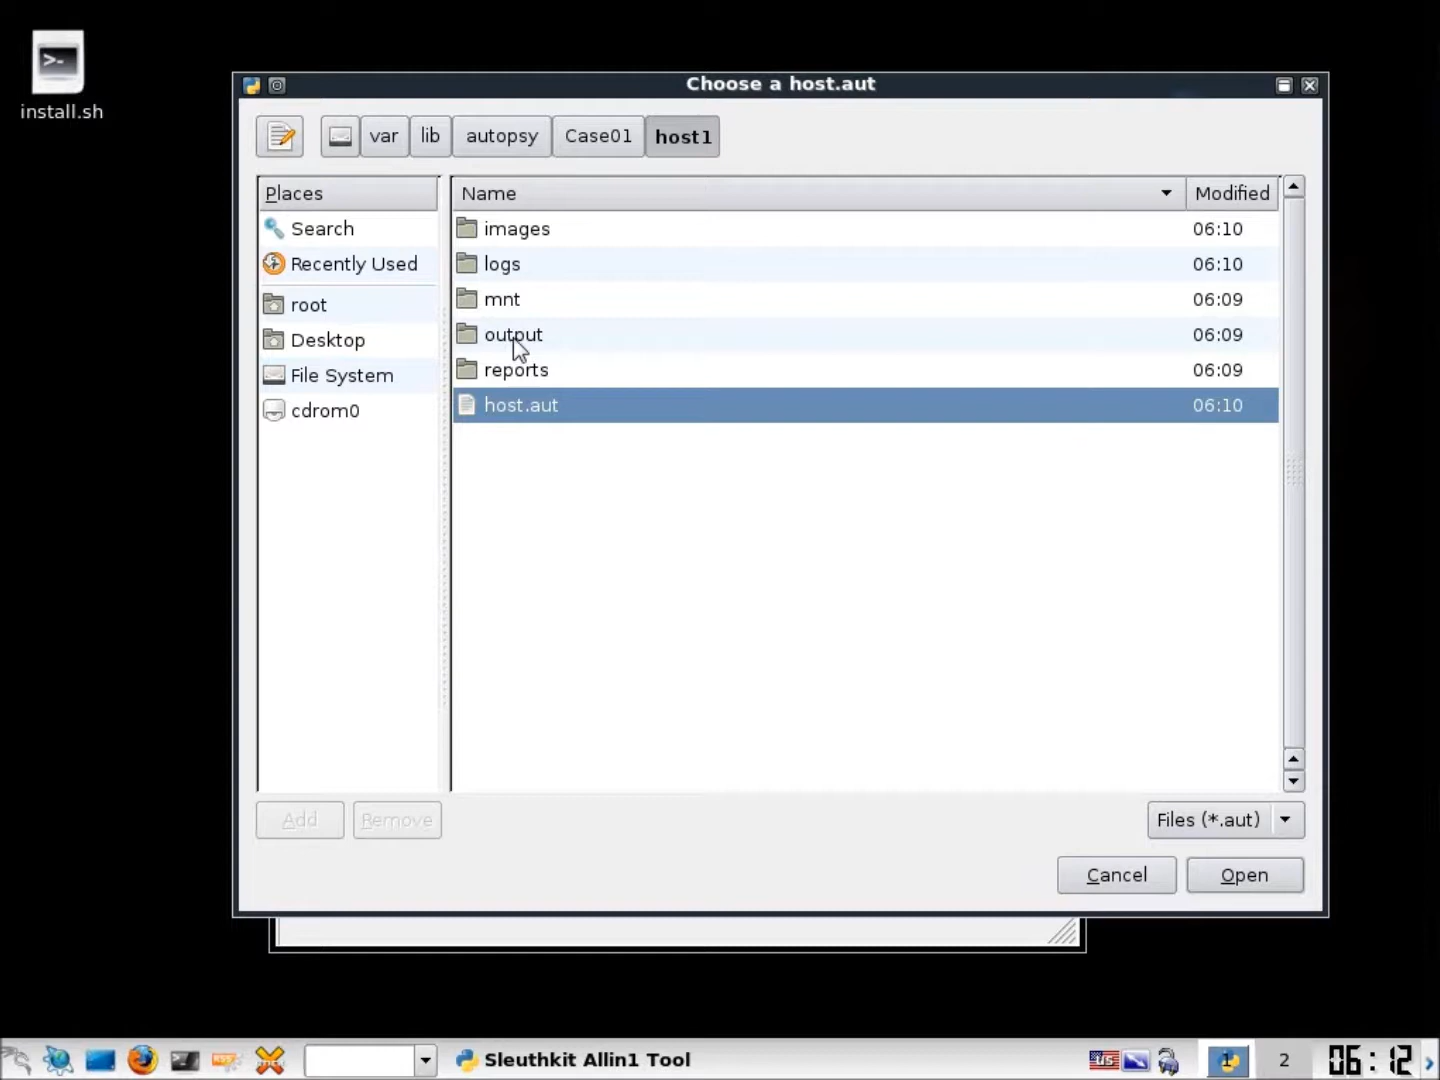 install.sh
Choose a host.aut
var lib autopsy Case01 host1
Places
Name Modified
Search
Recently Used
root
Desktop
File System
cdrom0
images 06:10
logs 06:10
mnt 06:09
output 06:09
reports 06:09
host.aut 06:10
Add Remove Files (*.aut)
Cancel Open
Sleuthkit Allin1 Tool US 1 2 06:12